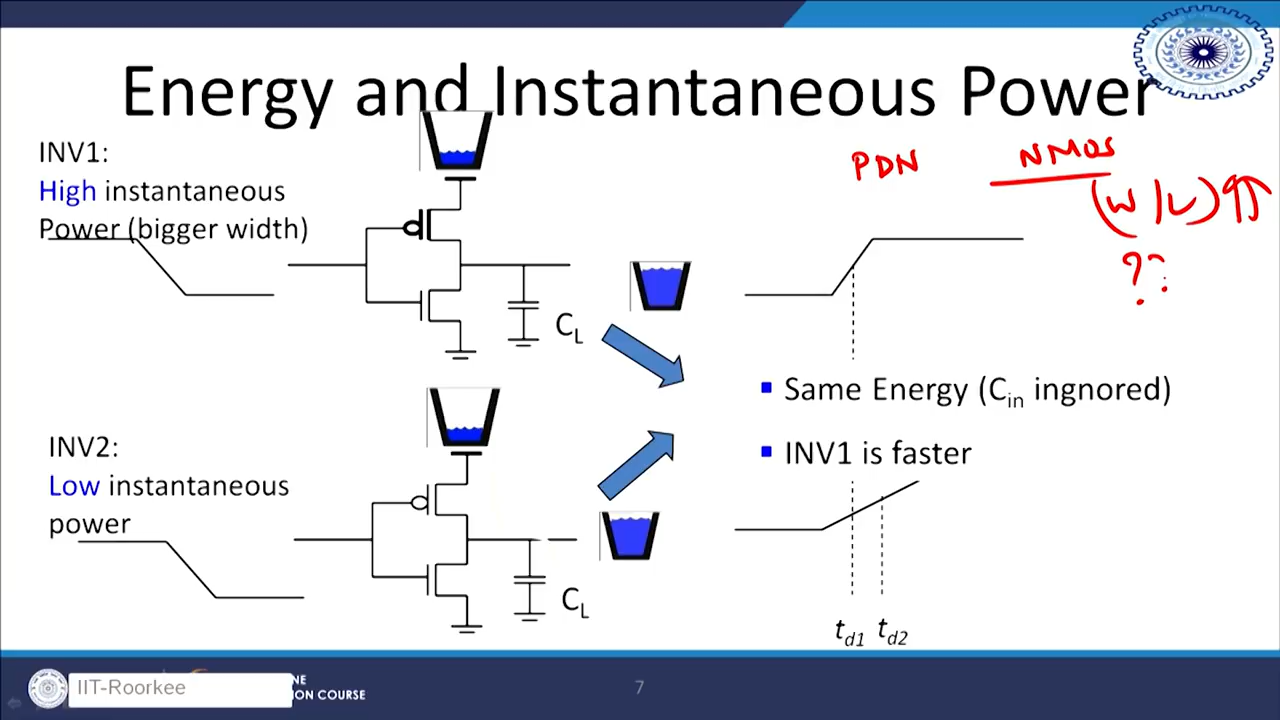 Energy and Instantaneous Power
INV1:
High instantaneous
Power (bigger width)
PDN
NMOS
(W/L)↑↑
??
C_L
Same Energy (C_in ingnored)
INV1 is faster
INV2:
Low instantaneous
power
C_L
t_d1 t_d2
IIT-Roorkee
NE
ION COURSE
7